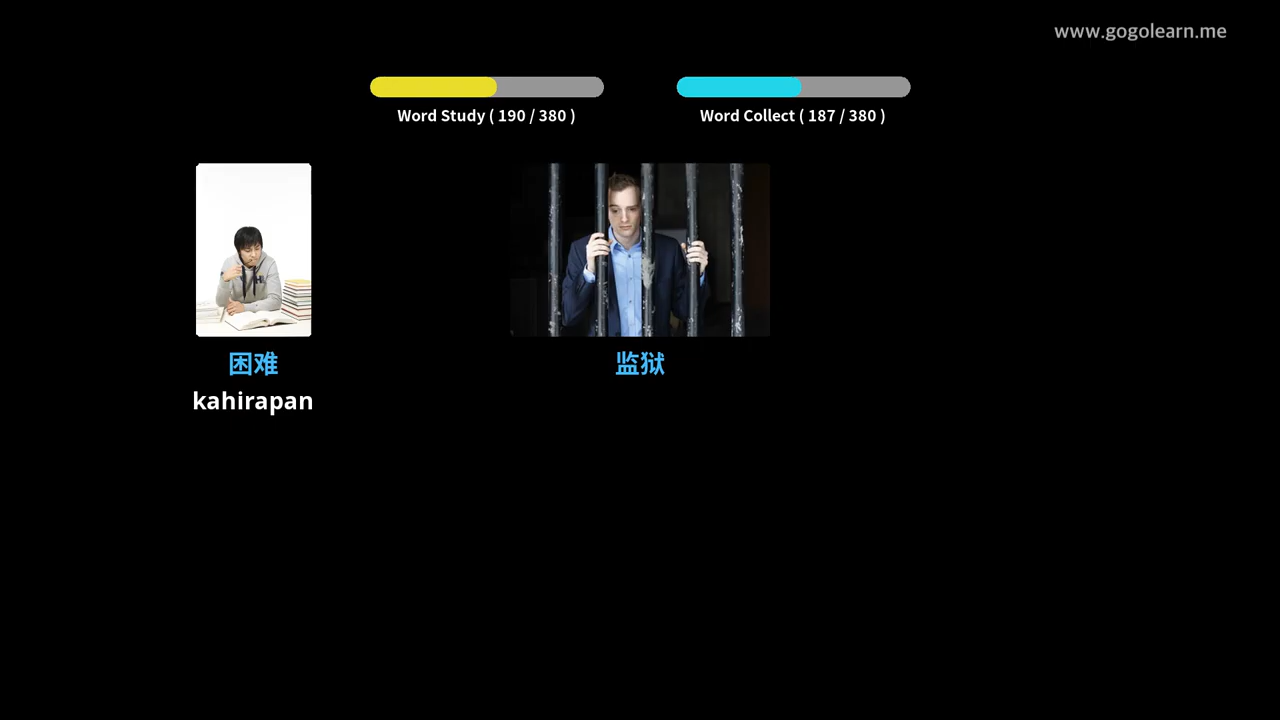 www.gogolearn.me
Word Study ( 190 / 380 )
Word Collect ( 187 / 380 )
困难
监狱
kahirapan